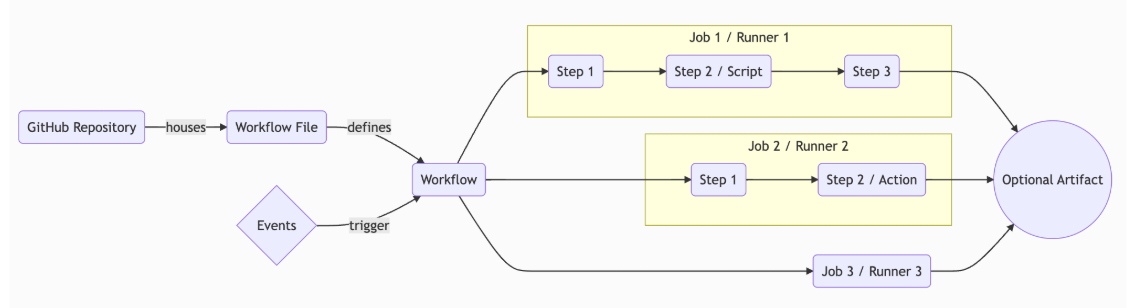 Job 1 / Runner 1
Step 1
Step 2 / Script
Step 3
GitHub Repository
houses
Workflow File
defines
Job 2 / Runner 2
Workflow
Step 1
Step 2 / Action
Optional Artifact
Events
trigger
Job 3 / Runner 3